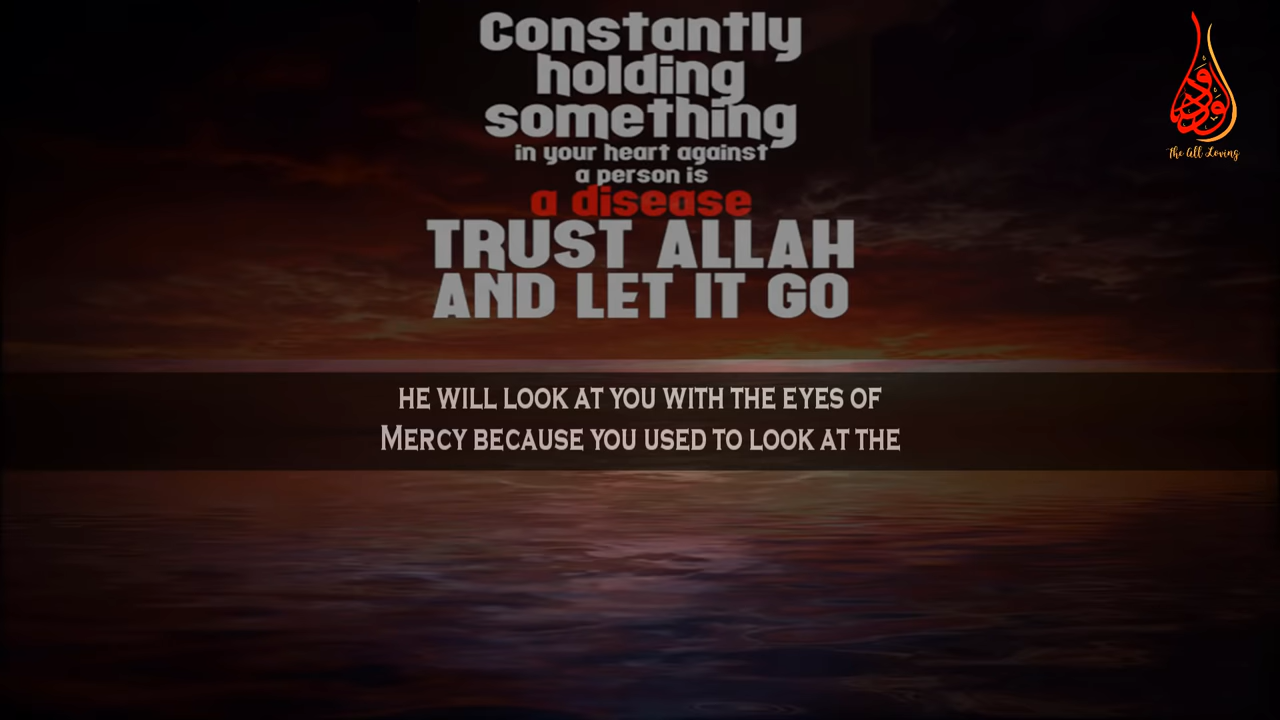 Constantly
holding
something
in your heart against
a person is
a disease
TRUST ALLAH
AND LET IT GO
HE WILL LOOK AT YOU WITH THE EYES OF
MERCY BECAUSE YOU USED TO LOOK AT THE
The All Loving